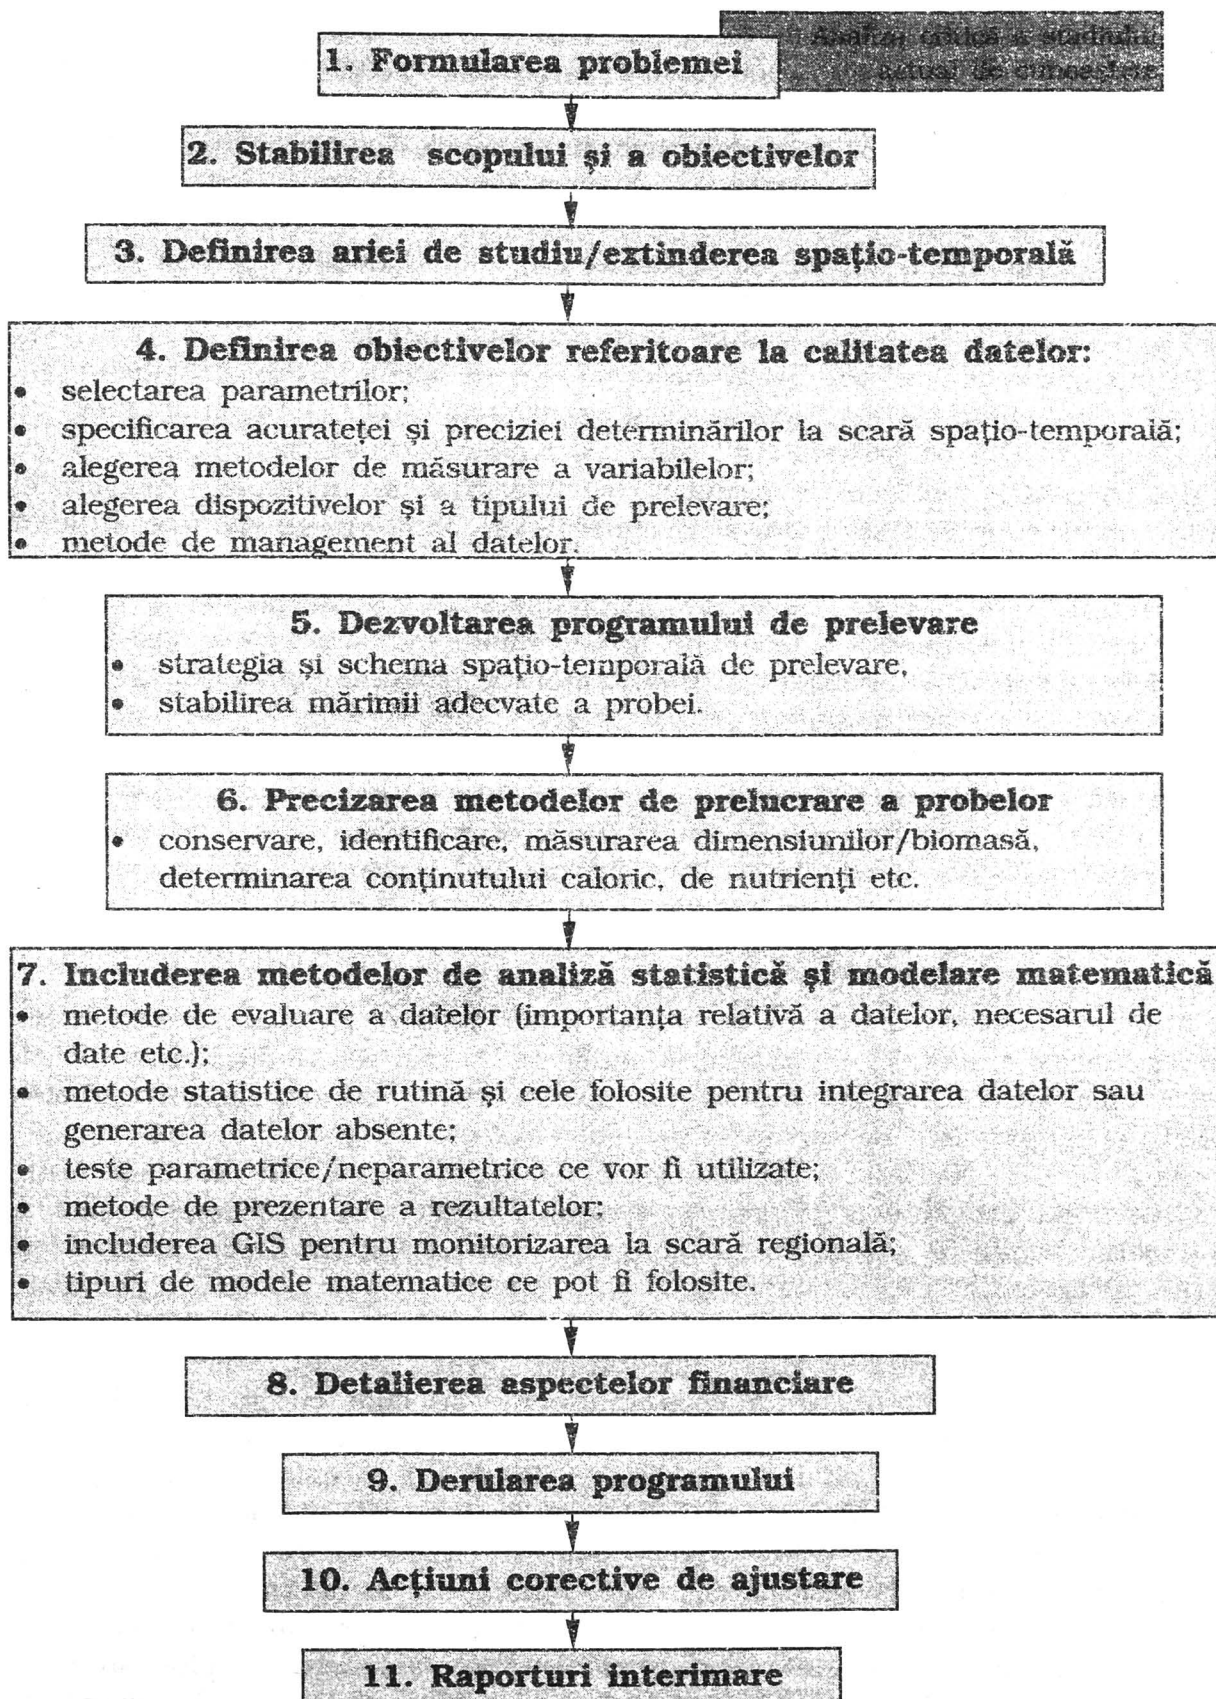 Analiza critică a stadiului
actual de cunoaștere
1. Formularea problemei
2. Stabilirea scopului și a obiectivelor
3. Definirea ariei de studiu/extinderea spațio-temporală
4. Definirea obiectivelor referitoare la calitatea datelor:
• selectarea parametrilor;
• specificarea acurateței și preciziei determinărilor la scară spațio-temporală;
• alegerea metodelor de măsurare a variabilelor;
• alegerea dispozitivelor și a tipului de prelevare;
• metode de management al datelor.
5. Dezvoltarea programului de prelevare
• strategia și schema spațio-temporală de prelevare,
• stabilirea mărimii adecvate a probei.
6. Precizarea metodelor de prelucrare a probelor
• conservare, identificare, măsurarea dimensiunilor/biomasă,
determinarea conținutului caloric, de nutrienți etc.
7. Includerea metodelor de analiză statistică și modelare matematică
• metode de evaluare a datelor (importanța relativă a datelor, necesarul de
date etc.);
• metode statistice de rutină și cele folosite pentru integrarea datelor sau
generarea datelor absente;
• teste parametrice/neparametrice ce vor fi utilizate;
• metode de prezentare a rezultatelor;
• includerea GIS pentru monitorizarea la scară regională;
• tipuri de modele matematice ce pot fi folosite.
8. Detalierea aspectelor financiare
9. Derularea programului
10. Acțiuni corective de ajustare
11. Raporturi interimare